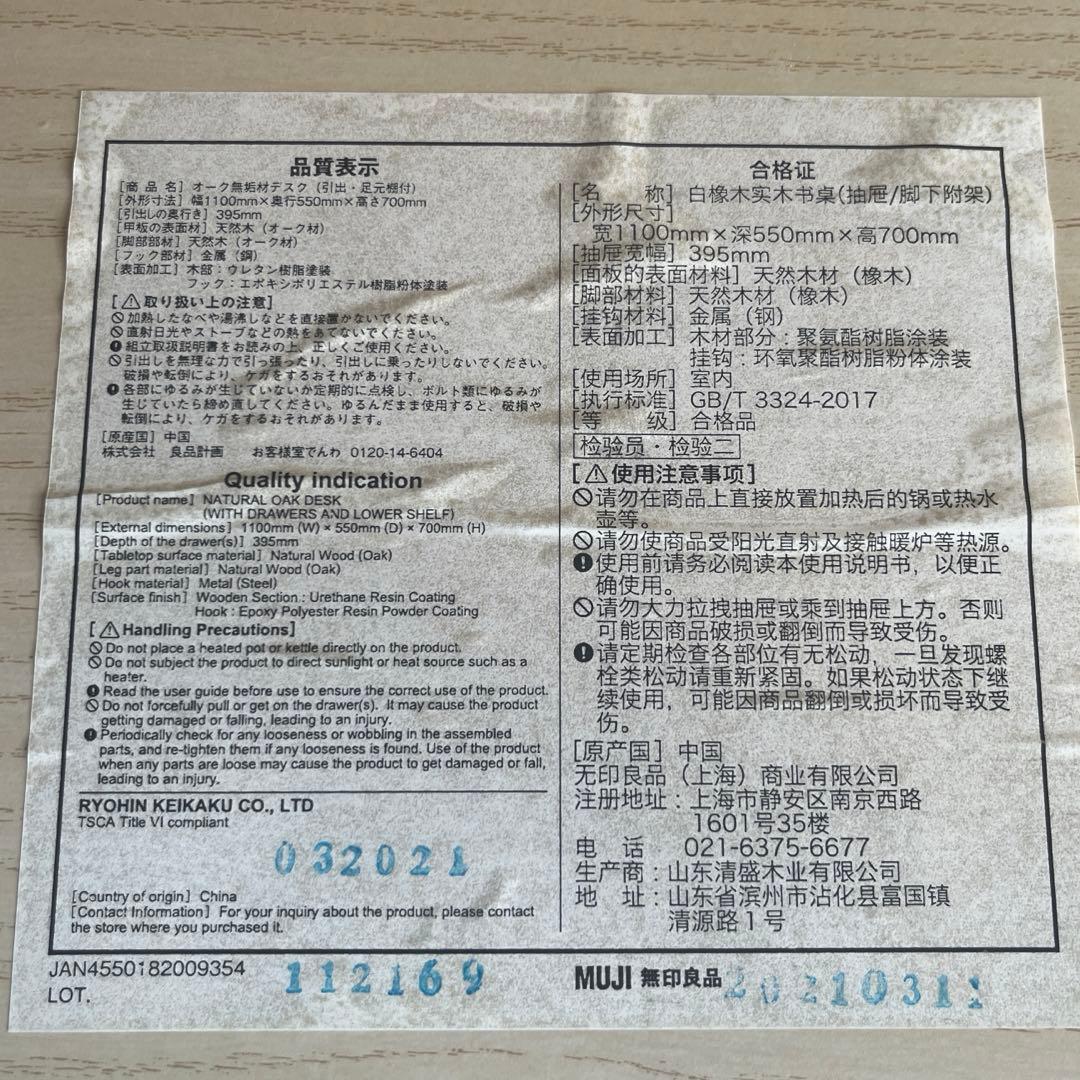 品質表示
[商 品 名] オーク無垢材デスク（引出・足元棚付）
[外形寸法] 幅1100mm×奥行550mm×高さ700mm
[引出しの奥行き] 395mm
[甲板の表面材] 天然木（オーク材）
[脚部部材] 天然木（オーク材）
[フック部材] 金属（鋼）
[表面加工] 木部：ウレタン樹脂塗装
フック：エポキシポリエステル樹脂粉体塗装
[⚠取り扱い上の注意]
加熱したなべや湯沸しなどを直接置かないでください。
直射日光やストーブなどの熱をあてないでください。
組立取扱説明書をお読みの上、正しくご使用ください。
引出しを無理な力で引っ張ったり、引出しに乗ったりしないでください。
破損や転倒により、ケガをするおそれがあります。
各部にゆるみが生じていないか定期的に点検し、ボルト類にゆるみが
生じていたら締め直してください。ゆるんだまま使用すると、破損や
転倒により、ケガをするおそれがあります。
[原産国] 中国
株式会社 良品計画 お客様室でんわ 0120-14-6404
Quality indication
[Product name] NATURAL OAK DESK
(WITH DRAWERS AND LOWER SHELF)
[External dimensions] 1100mm (W) × 550mm (D) × 700mm (H)
[Depth of the drawer(s)] 395mm
[Tabletop surface material] Natural Wood (Oak)
[Leg part material] Natural Wood (Oak)
[Hook material] Metal (Steel)
[Surface finish] Wooden Section : Urethane Resin Coating
Hook : Epoxy Polyester Resin Powder Coating
[⚠Handling Precautions]
Do not place a heated pot or kettle directly on the product.
Do not subject the product to direct sunlight or heat source such as a
heater.
Read the user guide before use to ensure the correct use of the product.
Do not forcefully pull or get on the drawer(s). It may cause the product
getting damaged or falling, leading to an injury.
Periodically check for any looseness or wobbling in the assembled
parts, and re-tighten them if any looseness is found. Use of the product
when any parts are loose may cause the product to get damaged or fall,
leading to an injury.
RYOHIN KEIKAKU CO., LTD
TSCA Title VI compliant
032021
[Country of origin] China
[Contact Information] For your inquiry about the product, please contact
the store where you purchased it.
合格证
[名 称] 白橡木实木书桌(抽屉/脚下附架)
[外形尺寸]
宽1100mm×深550mm×高700mm
[抽屉宽幅] 395mm
[面板的表面材料] 天然木材（橡木）
[脚部材料] 天然木材（橡木）
[挂钩材料] 金属（钢）
[表面加工] 木材部分：聚氨酯树脂涂装
挂钩：环氧聚酯树脂粉体涂装
[使用场所] 室内
[执行标准] GB/T 3324-2017
[等 级] 合格品
检验员・检验二
[⚠使用注意事项]
请勿在商品上直接放置加热后的锅或热水
壶等。
请勿使商品受阳光直射及接触暖炉等热源。
使用前请务必阅读本使用说明书，以便正
确使用。
请勿大力拉拽抽屉或乘到抽屉上方。否则
可能因商品破损或翻倒而导致受伤。
请定期检查各部位有无松动，一旦发现螺
栓类松动请重新紧固。如果松动状态下继
续使用，可能因商品翻倒或损坏而导致受
伤。
[原产国] 中国
无印良品（上海）商业有限公司
注册地址：上海市静安区南京西路
1601号35楼
电 话 021-6375-6677
生产商：山东清盛木业有限公司
地 址：山东省滨州市沾化县富国镇
清源路1号
JAN4550182009354
LOT.
112169
MUJI 無印良品
20210311